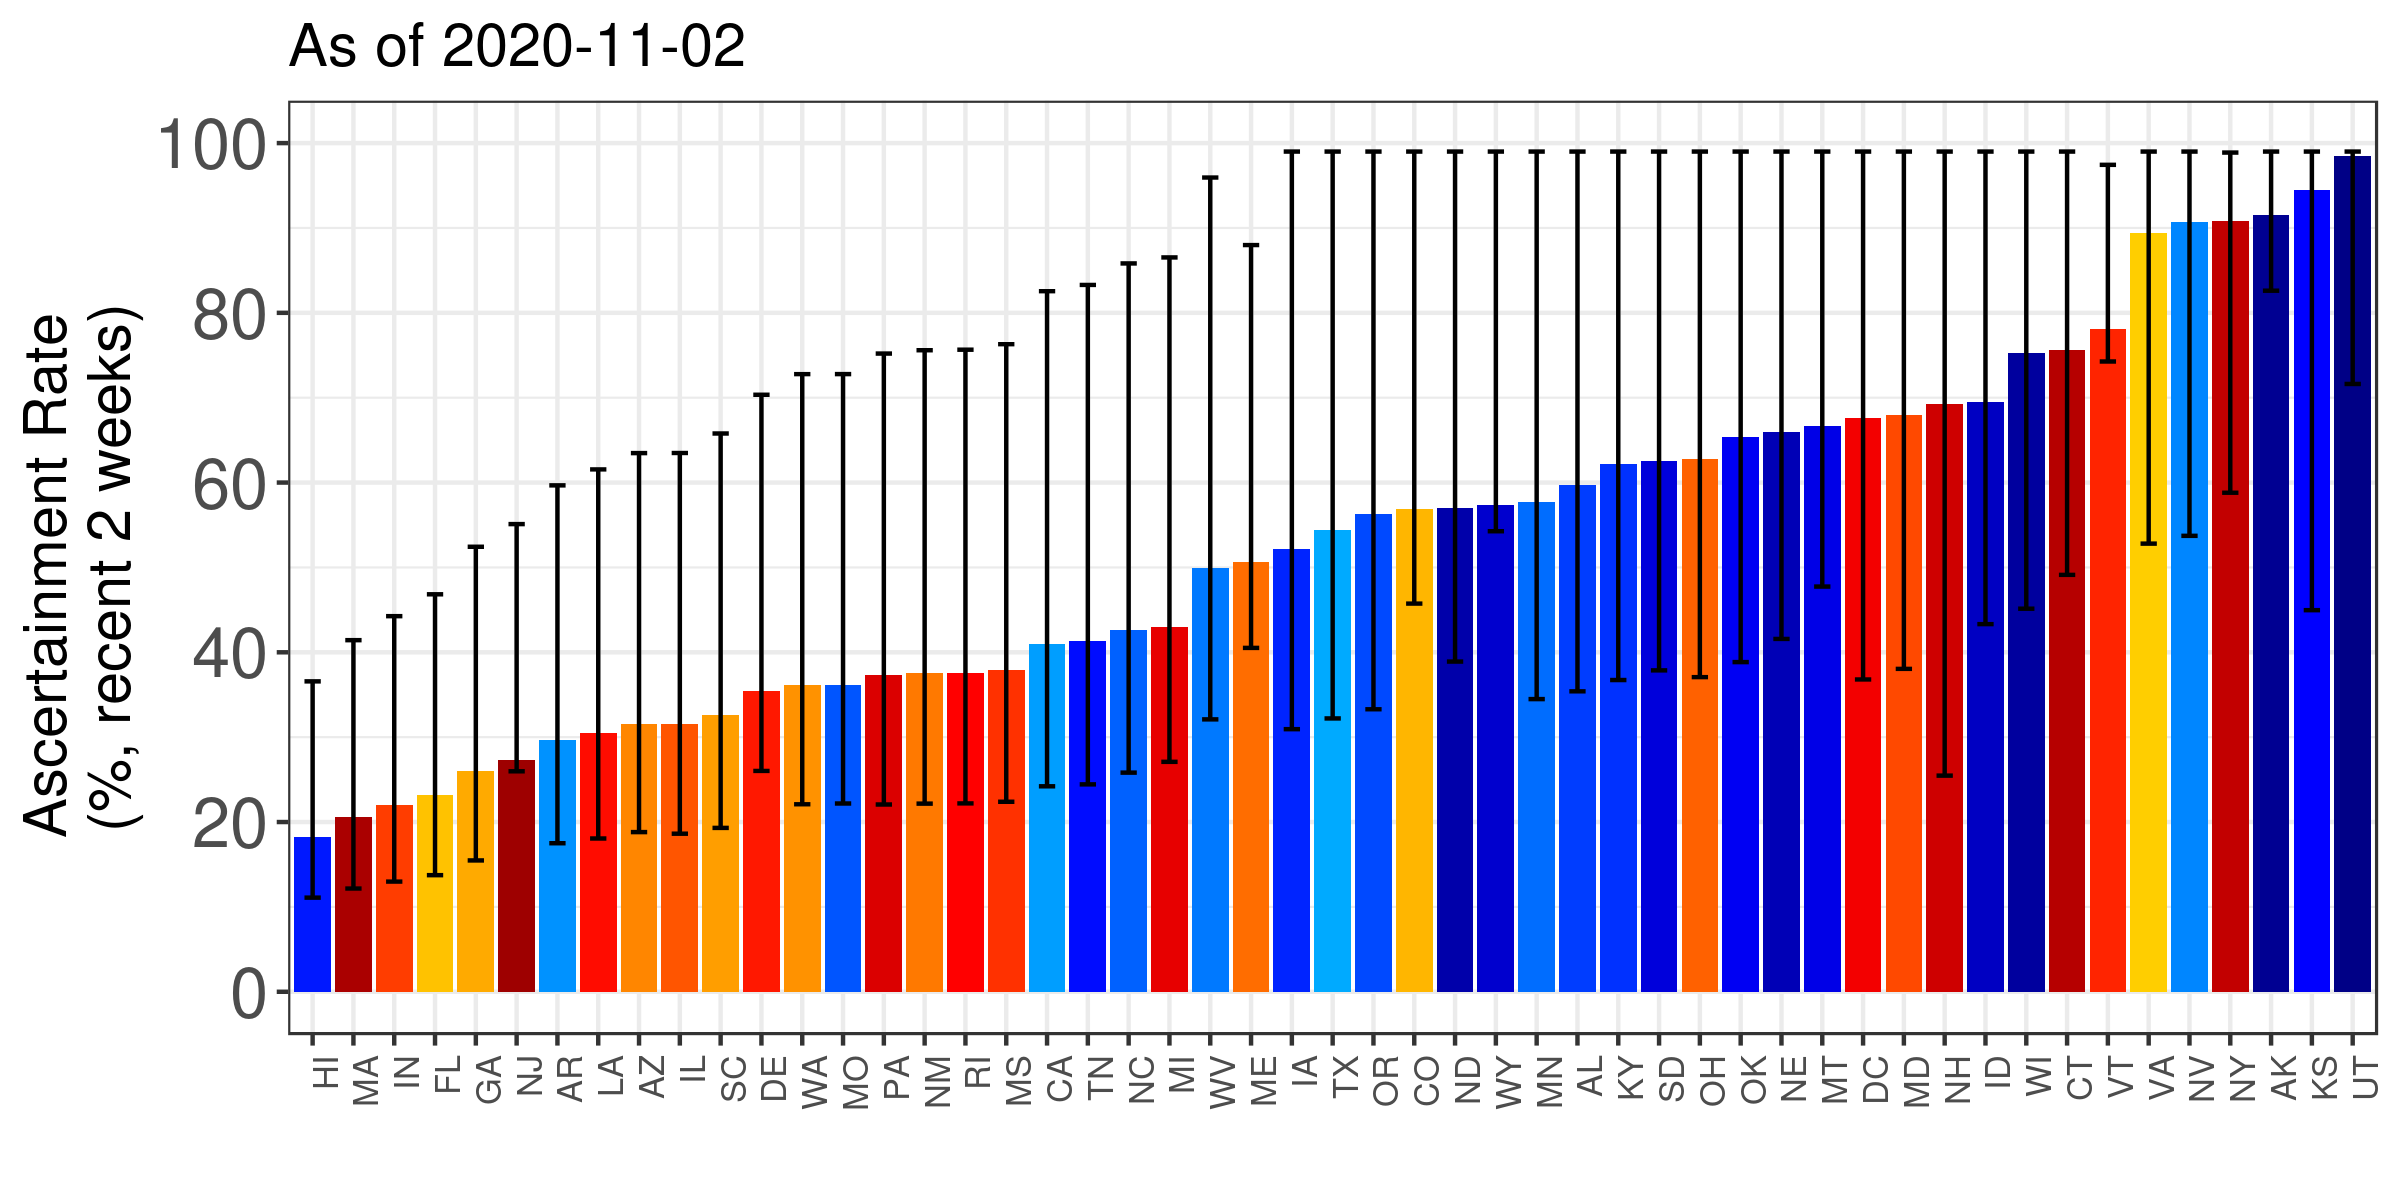 As of 2020-11-02
Ascertainment Rate
(%, recent 2 weeks)
100
80
60
40
20
0
HI MA IN FL GA NJ AR LA AZ IL SC DE WA MO PA NM RI MS CA TN NC MI WV ME IA TX OR CO ND WY MN AL KY SD OH OK NE MT DC MD NH ID WI CT VT VA NV NY AK KS UT